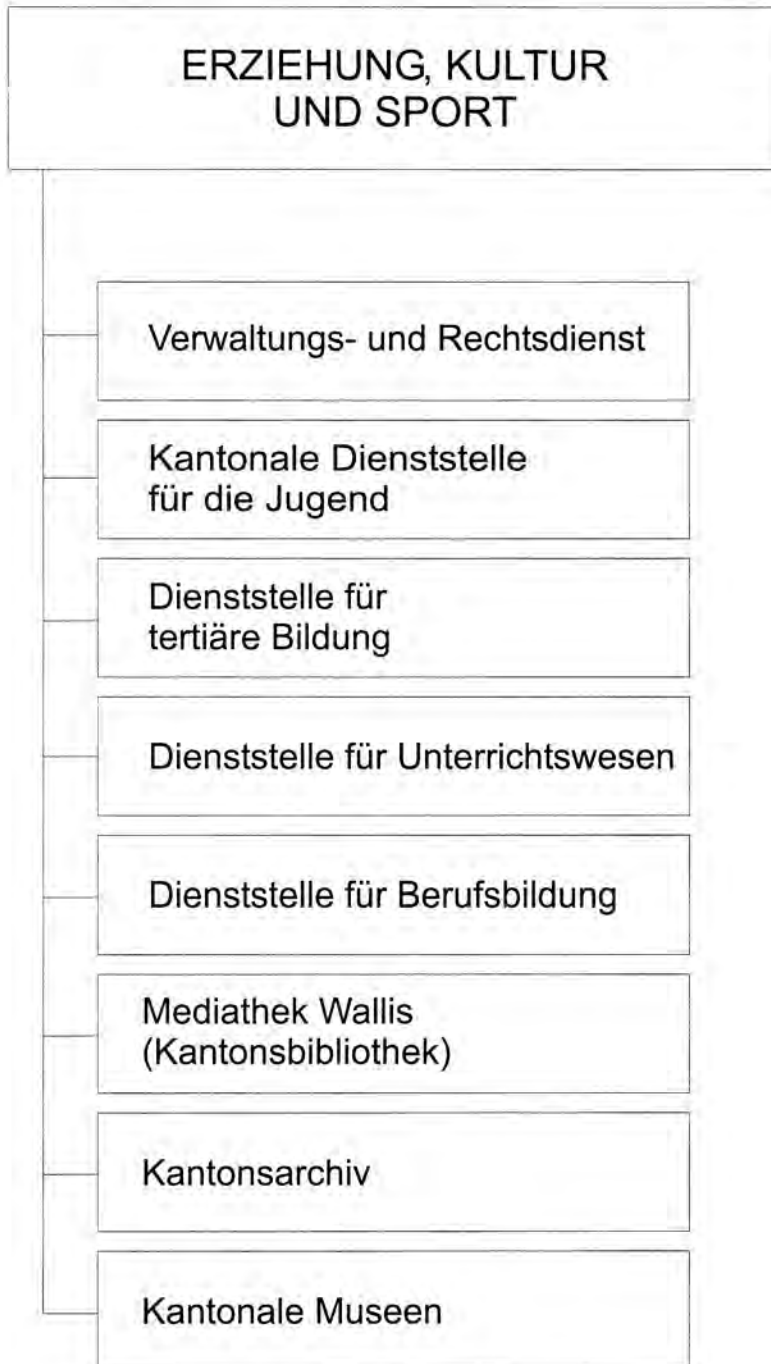 ERZIEHUNG, KULTUR
UND SPORT
Verwaltungs- und Rechtsdienst
Kantonale Dienststelle
für die Jugend
Dienststelle für
tertiäre Bildung
Dienststelle für Unterrichtswesen
Dienststelle für Berufsbildung
Mediathek Wallis
(Kantonsbibliothek)
Kantonsarchiv
Kantonale Museen